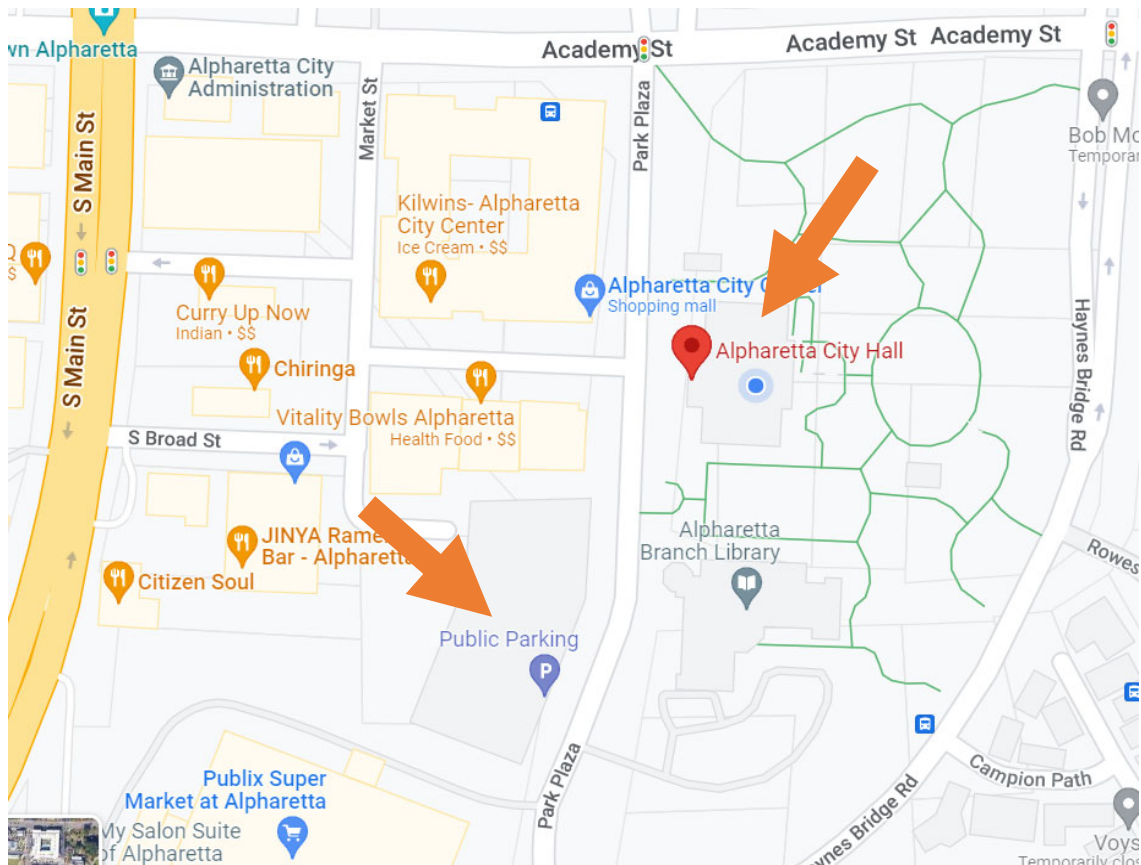 wn Alpharetta
Academy St
Academy St
Academy St
Alpharetta City
Administration
Market St
Park Plaza
S Main St
Bob Mc
Temporar
Kilwins- Alpharetta
City Center
Ice Cream • $$
Q
$
Curry Up Now
Indian • $$
Alpharetta City C
er
Shopping mall
Haynes Bridge Rd
S Main St
Alpharetta City Hall
Chiringa
Vitality Bowls Alpharetta
Health Food • $$
S Broad St
JINYA Rame
Bar - Alpharetta
Alpharetta
Branch Library
Rowes
Citizen Soul
Public Parking
P
Park Plaza
Campion Path
Publix Super
Market at Alpharetta
My Salon Suite
of Alpharetta
ynes Bridge Rd
Voys
Temporarily clos